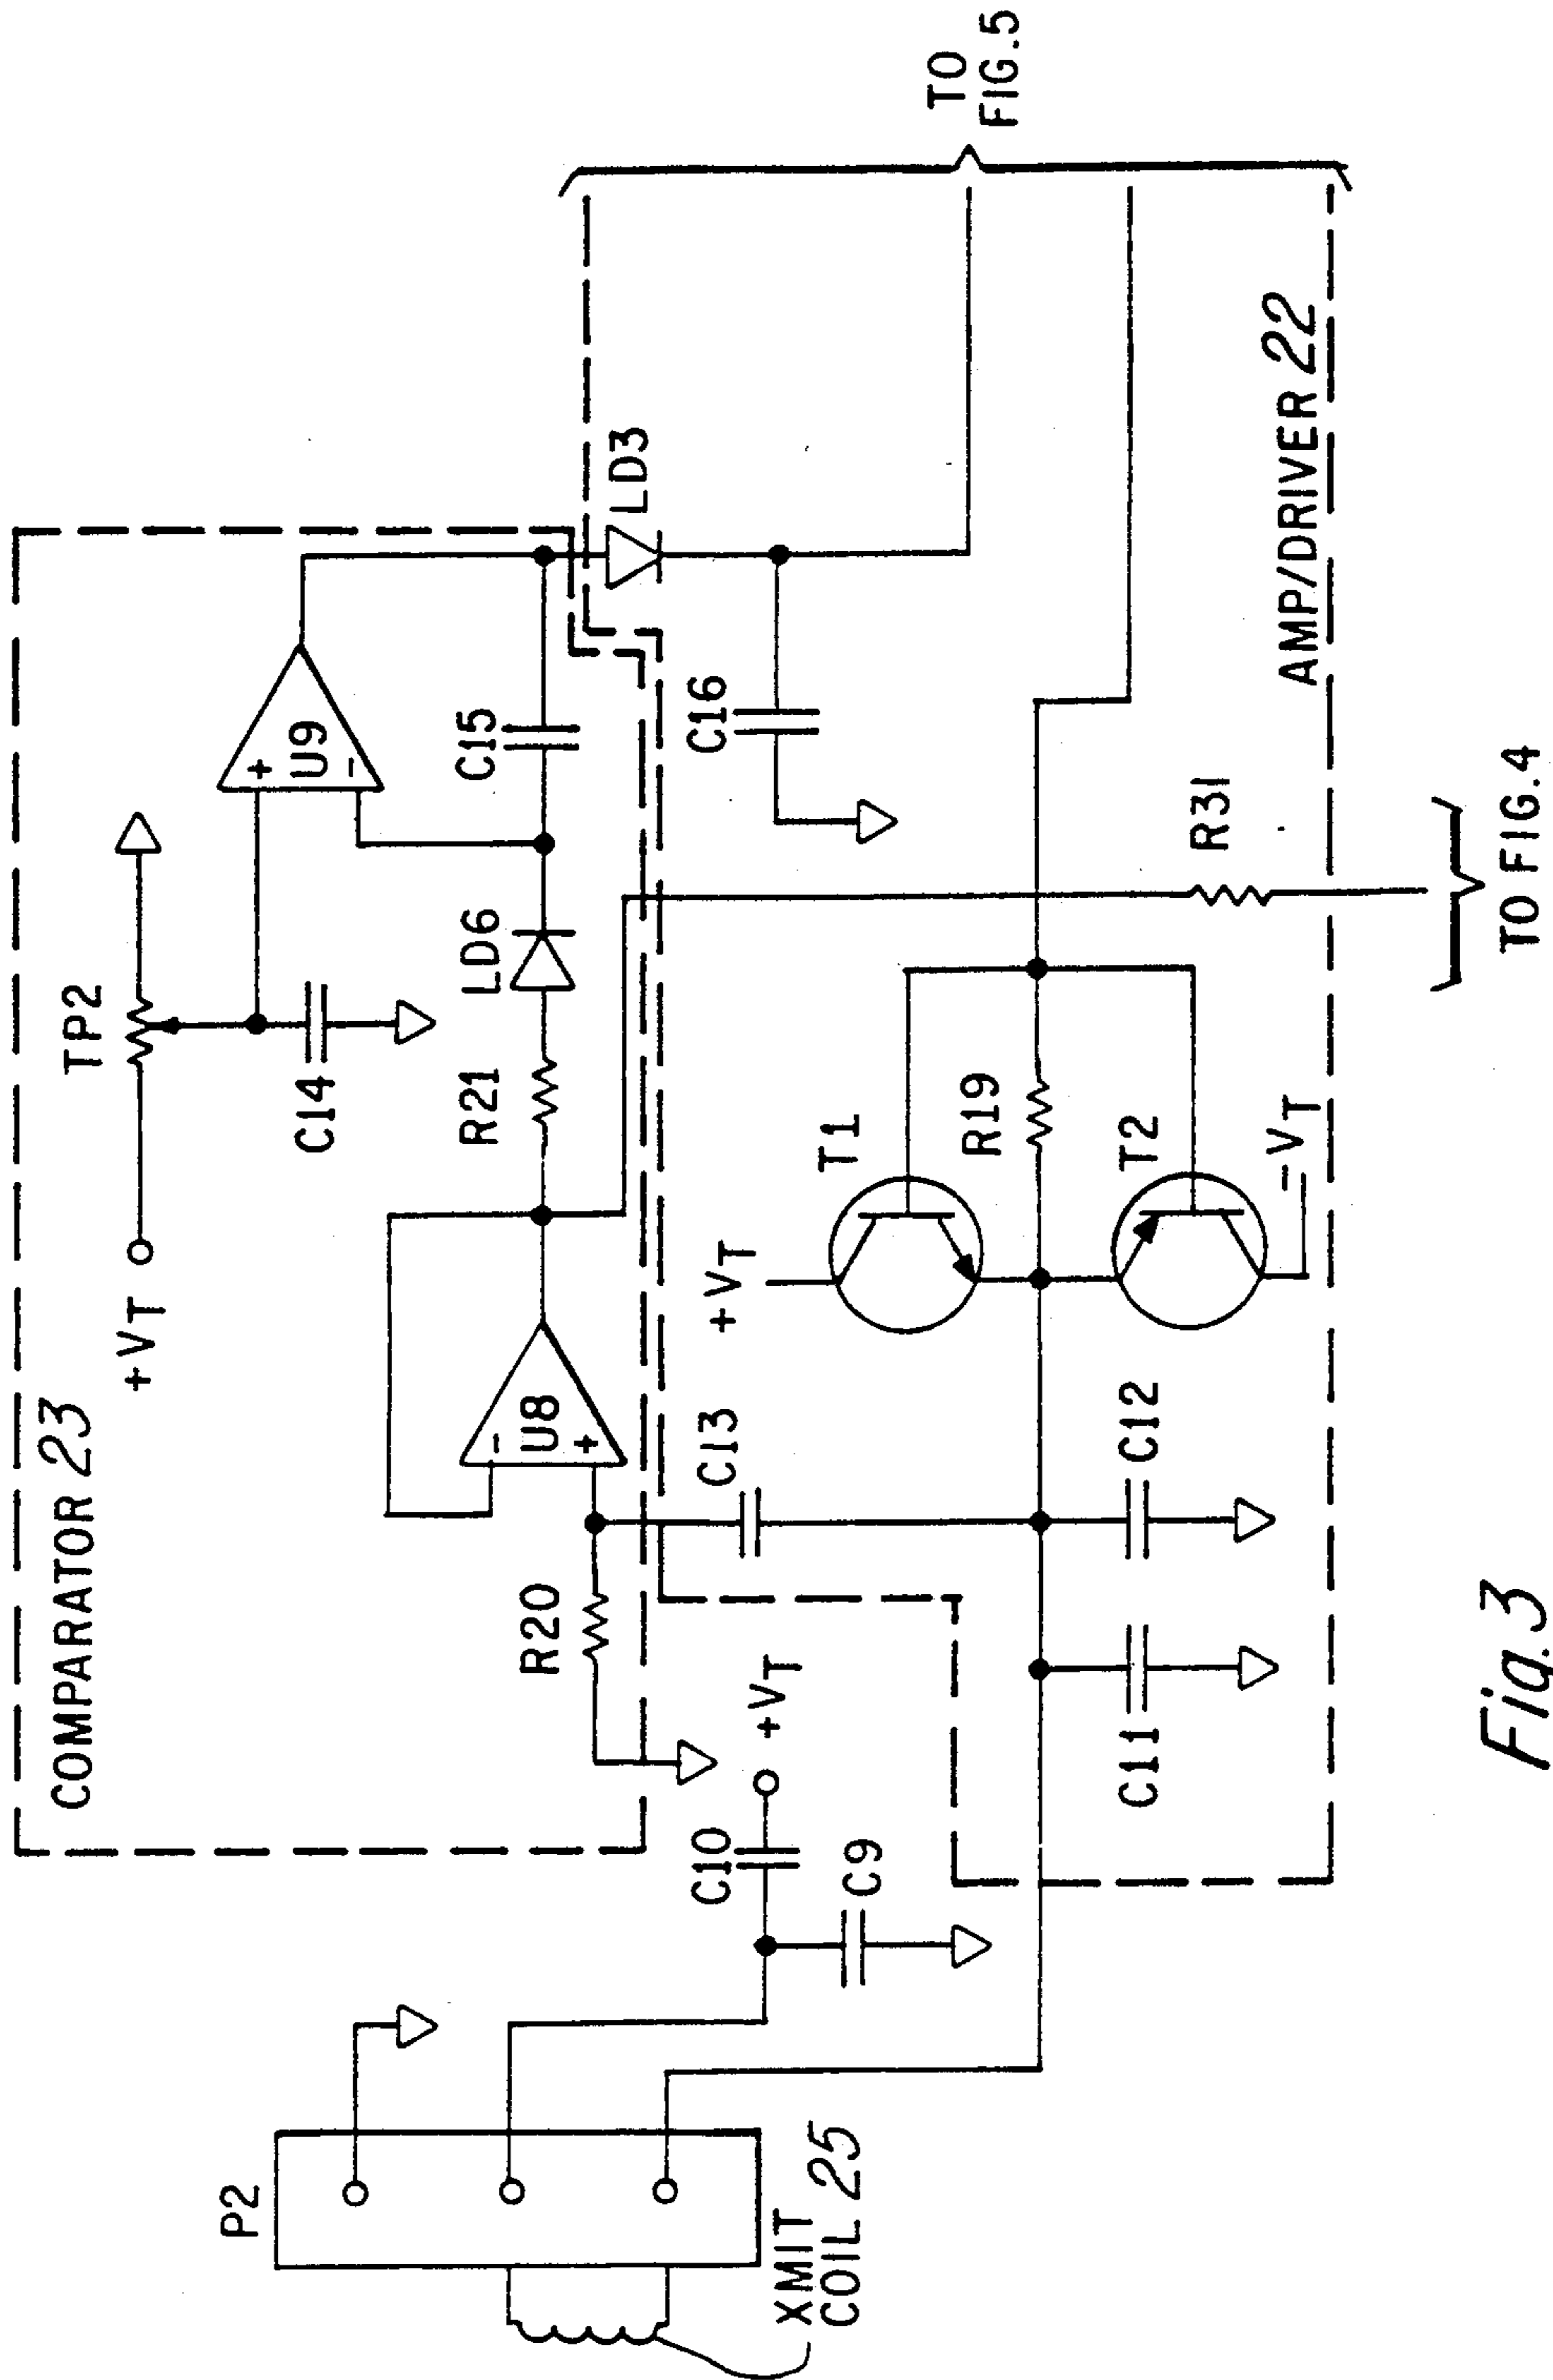 COMPARATOR 23
+VT
TP2
C14
+
U9
-
R21
LD6
C15
LD3
-
U8
+
R20
C13
C16
TO
FIG.5
P2
XMIT
COIL 25
C10
+VT
C9
C11
C12
+VT
T1
R19
T2
-VT
R31
AMP/DRIVER 22
TO FIG.4
Fig.3